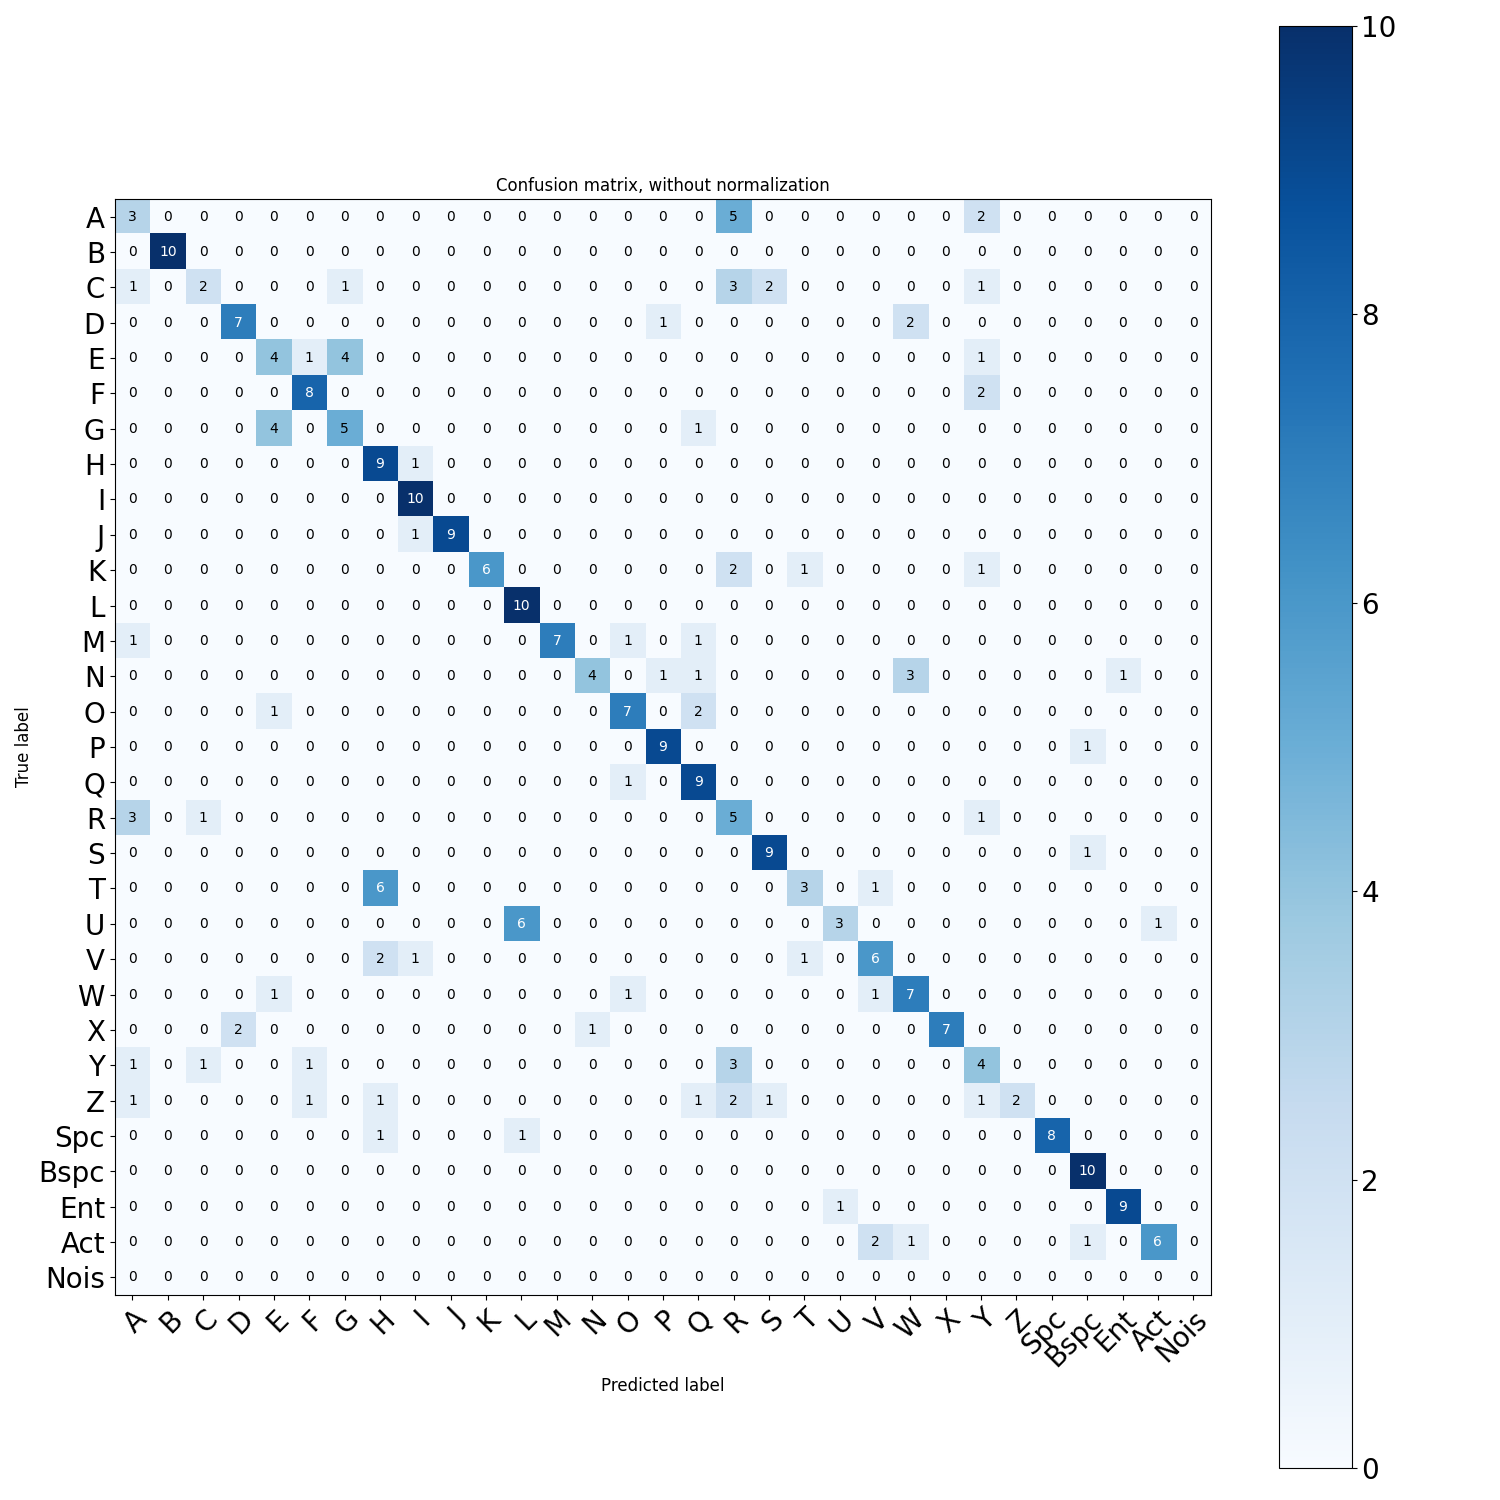 Confusion matrix, without normalization
A 3 0 0 0 0 0 0 0 0 0 0 0 0 0 0 0 0 5 0 0 0 0 0 0 2 0 0 0 0 0 0
B 0 10 0 0 0 0 0 0 0 0 0 0 0 0 0 0 0 0 0 0 0 0 0 0 0 0 0 0 0 0 0
C 1 0 2 0 0 0 1 0 0 0 0 0 0 0 0 0 0 3 2 0 0 0 0 0 1 0 0 0 0 0 0
D 0 0 0 7 0 0 0 0 0 0 0 0 0 0 0 1 0 0 0 0 0 0 2 0 0 0 0 0 0 0 0
E 0 0 0 0 4 1 4 0 0 0 0 0 0 0 0 0 0 0 0 0 0 0 0 0 1 0 0 0 0 0 0
F 0 0 0 0 0 8 0 0 0 0 0 0 0 0 0 0 0 0 0 0 0 0 0 0 2 0 0 0 0 0 0
G 0 0 0 0 4 0 5 0 0 0 0 0 0 0 0 0 1 0 0 0 0 0 0 0 0 0 0 0 0 0 0
H 0 0 0 0 0 0 0 9 1 0 0 0 0 0 0 0 0 0 0 0 0 0 0 0 0 0 0 0 0 0 0
I 0 0 0 0 0 0 0 0 10 0 0 0 0 0 0 0 0 0 0 0 0 0 0 0 0 0 0 0 0 0 0
J 0 0 0 0 0 0 0 0 1 9 0 0 0 0 0 0 0 0 0 0 0 0 0 0 0 0 0 0 0 0 0
K 0 0 0 0 0 0 0 0 0 0 6 0 0 0 0 0 0 2 0 1 0 0 0 0 1 0 0 0 0 0 0
L 0 0 0 0 0 0 0 0 0 0 0 10 0 0 0 0 0 0 0 0 0 0 0 0 0 0 0 0 0 0 0
M 1 0 0 0 0 0 0 0 0 0 0 0 7 0 1 0 1 0 0 0 0 0 0 0 0 0 0 0 0 0 0
N 0 0 0 0 0 0 0 0 0 0 0 0 0 4 0 1 1 0 0 0 0 0 3 0 0 0 0 0 1 0 0
O 0 0 0 0 1 0 0 0 0 0 0 0 0 0 7 0 2 0 0 0 0 0 0 0 0 0 0 0 0 0 0
P 0 0 0 0 0 0 0 0 0 0 0 0 0 0 0 9 0 0 0 0 0 0 0 0 0 0 0 1 0 0 0
Q 0 0 0 0 0 0 0 0 0 0 0 0 0 0 1 0 9 0 0 0 0 0 0 0 0 0 0 0 0 0 0
R 3 0 1 0 0 0 0 0 0 0 0 0 0 0 0 0 0 5 0 0 0 0 0 0 1 0 0 0 0 0 0
S 0 0 0 0 0 0 0 0 0 0 0 0 0 0 0 0 0 0 9 0 0 0 0 0 0 0 0 1 0 0 0
T 0 0 0 0 0 0 0 6 0 0 0 0 0 0 0 0 0 0 0 3 0 1 0 0 0 0 0 0 0 0 0
U 0 0 0 0 0 0 0 0 0 0 0 6 0 0 0 0 0 0 0 0 3 0 0 0 0 0 0 0 0 1 0
V 0 0 0 0 0 0 0 2 1 0 0 0 0 0 0 0 0 0 0 1 0 6 0 0 0 0 0 0 0 0 0
W 0 0 0 0 1 0 0 0 0 0 0 0 0 0 1 0 0 0 0 0 0 1 7 0 0 0 0 0 0 0 0
X 0 0 0 2 0 0 0 0 0 0 0 0 0 1 0 0 0 0 0 0 0 0 0 7 0 0 0 0 0 0 0
Y 1 0 1 0 0 1 0 0 0 0 0 0 0 0 0 0 0 3 0 0 0 0 0 0 4 0 0 0 0 0 0
Z 1 0 0 0 0 1 0 1 0 0 0 0 0 0 0 0 1 2 1 0 0 0 0 0 1 2 0 0 0 0 0
Spc 0 0 0 0 0 0 0 1 0 0 0 1 0 0 0 0 0 0 0 0 0 0 0 0 0 0 8 0 0 0 0
Bspc 0 0 0 0 0 0 0 0 0 0 0 0 0 0 0 0 0 0 0 0 0 0 0 0 0 0 0 10 0 0 0
Ent 0 0 0 0 0 0 0 0 0 0 0 0 0 0 0 0 0 0 0 0 1 0 0 0 0 0 0 0 9 0 0
Act 0 0 0 0 0 0 0 0 0 0 0 0 0 0 0 0 0 0 0 0 0 2 1 0 0 0 0 1 0 6 0
Nois 0 0 0 0 0 0 0 0 0 0 0 0 0 0 0 0 0 0 0 0 0 0 0 0 0 0 0 0 0 0 0
A B C D E F G H I J K L M N O P Q R S T U V W X Y Z Spc Bspc Ent Act Nois
Predicted label
True label
10
8
6
4
2
0